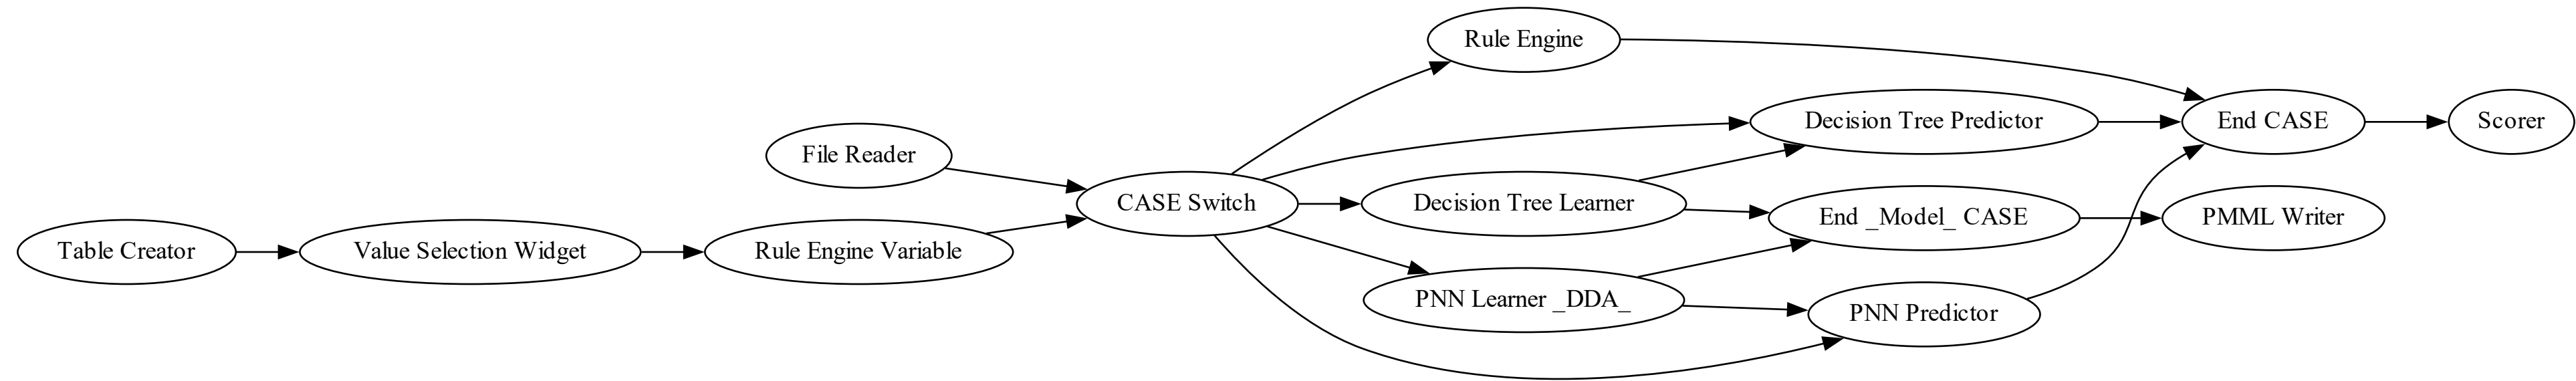 Table Creator
Value Selection Widget
Rule Engine Variable
File Reader
CASE Switch
Rule Engine
Decision Tree Predictor
Decision Tree Learner
PNN Learner _DDA_
End _Model_ CASE
PNN Predictor
End CASE
PMML Writer
Scorer